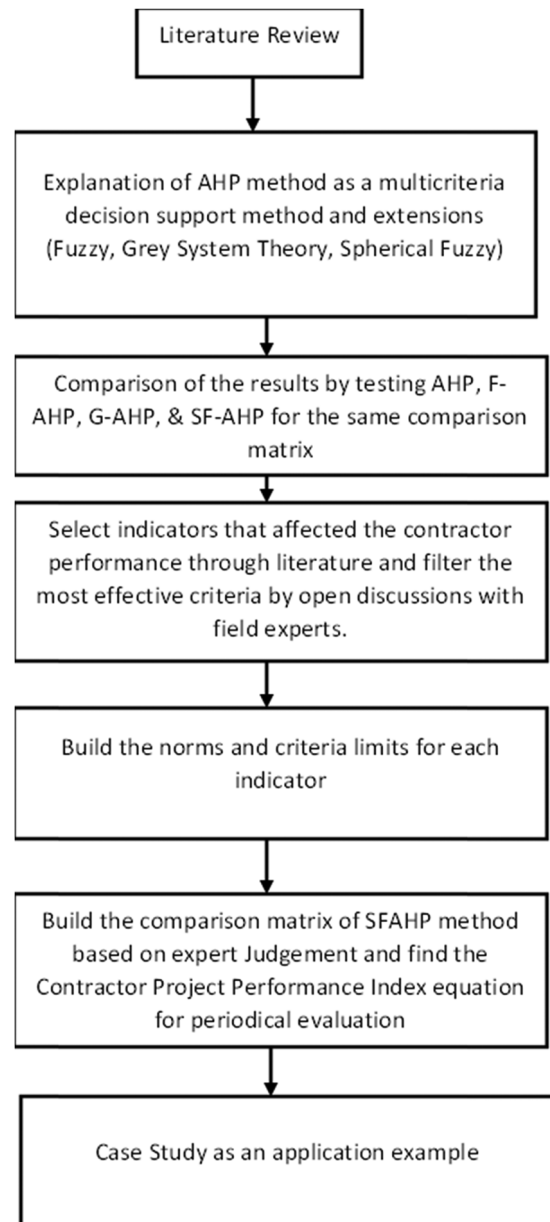 Literature Review
Explanation of AHP method as a multicriteria
decision support method and extensions
(Fuzzy, Grey System Theory, Spherical Fuzzy)
Comparison of the results by testing AHP, F-
AHP, G-AHP, & SF-AHP for the same comparison
matrix
Select indicators that affected the contractor
performance through literature and filter the
most effective criteria by open discussions with
field experts.
Build the norms and criteria limits for each
indicator
Build the comparison matrix of SFAHP method
based on expert Judgement and find the
Contractor Project Performance Index equation
for periodical evaluation
Case Study as an application example